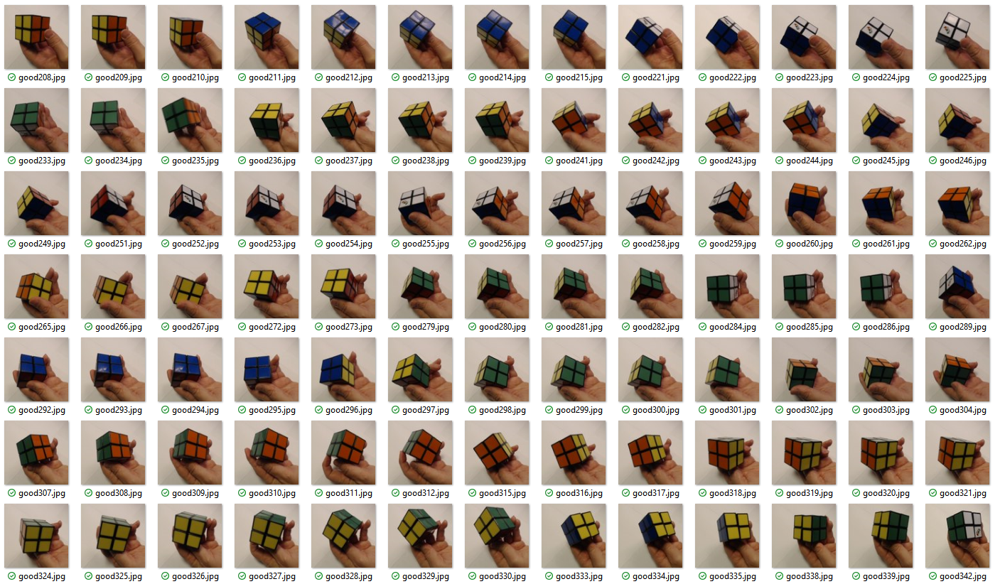 good208.jpg good209.jpg good210.jpg good211.jpg good212.jpg good213.jpg good214.jpg good215.jpg good221.jpg good222.jpg good223.jpg good224.jpg good225.jpg
good233.jpg good234.jpg good235.jpg good236.jpg good237.jpg good238.jpg good239.jpg good241.jpg good242.jpg good243.jpg good244.jpg good245.jpg good246.jpg
good249.jpg good251.jpg good252.jpg good253.jpg good254.jpg good255.jpg good256.jpg good257.jpg good258.jpg good259.jpg good260.jpg good261.jpg good262.jpg
good265.jpg good266.jpg good267.jpg good272.jpg good273.jpg good279.jpg good280.jpg good281.jpg good282.jpg good284.jpg good285.jpg good286.jpg good289.jpg
good292.jpg good293.jpg good294.jpg good295.jpg good296.jpg good297.jpg good298.jpg good299.jpg good300.jpg good301.jpg good302.jpg good303.jpg good304.jpg
good307.jpg good308.jpg good309.jpg good310.jpg good311.jpg good312.jpg good315.jpg good316.jpg good317.jpg good318.jpg good319.jpg good320.jpg good321.jpg
good324.jpg good325.jpg good326.jpg good327.jpg good328.jpg good329.jpg good330.jpg good333.jpg good334.jpg good335.jpg good338.jpg good339.jpg good342.jpg